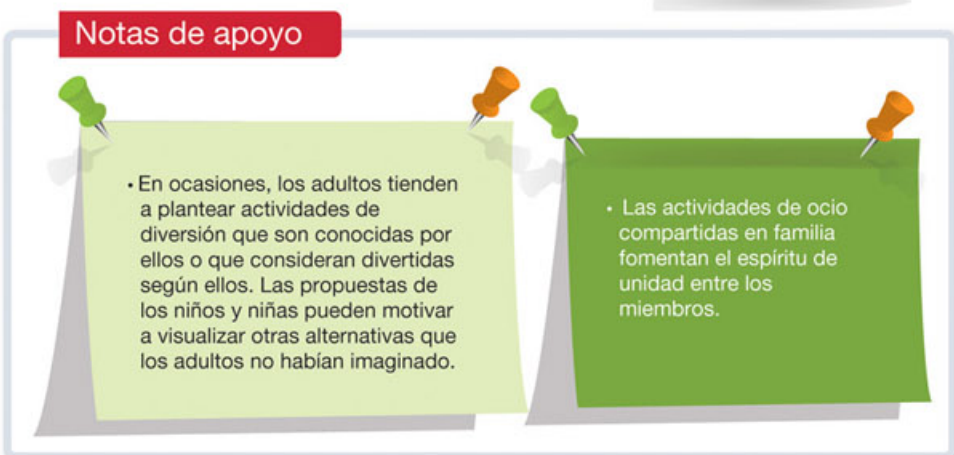 Notas de apoyo
• En ocasiones, los adultos tienden
a plantear actividades de
diversión que son conocidas por
ellos o que consideran divertidas
según ellos. Las propuestas de
los niños y niñas pueden motivar
a visualizar otras alternativas que
los adultos no habían imaginado.
• Las actividades de ocio
compartidas en familia
fomentan el espíritu de
unidad entre los
miembros.